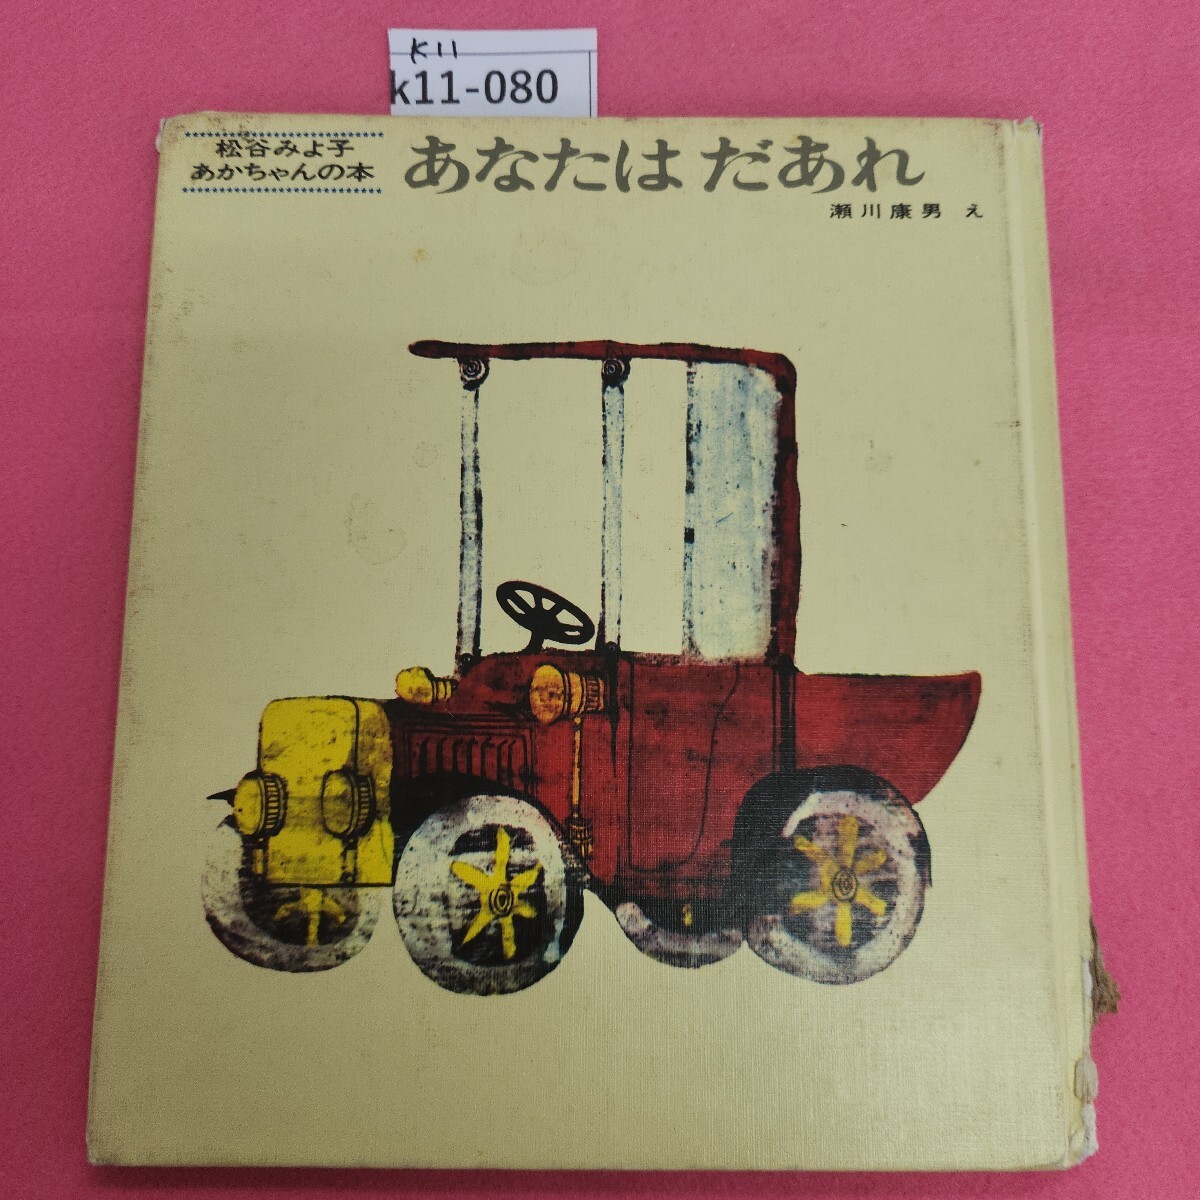 K11
k11-080
松谷みよ子
あかちゃんの本
あなたは だあれ
瀬川康男 え